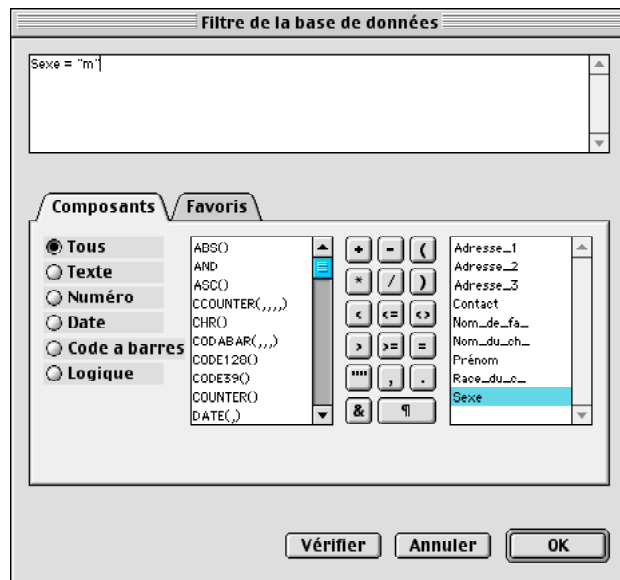 Filtre de la base de données
Sexe = "m"
Composants Favoris
Tous
Texte
Numéro
Date
Code a barres
Logique
ABS()
AND
ASC()
CCOUNTER(,,,,)
CHR()
CODABAR(,,,)
CODE128()
CODE39()
COUNTER()
DATE(,)
+ - (
* / )
< <= <>
> >= =
"" , .
& ¶
Adresse_1
Adresse_2
Adresse_3
Contact
Nom_de_fa_
Nom_du_ch_
Prénom
Race_du_c_
Sexe
Vérifier Annuler OK